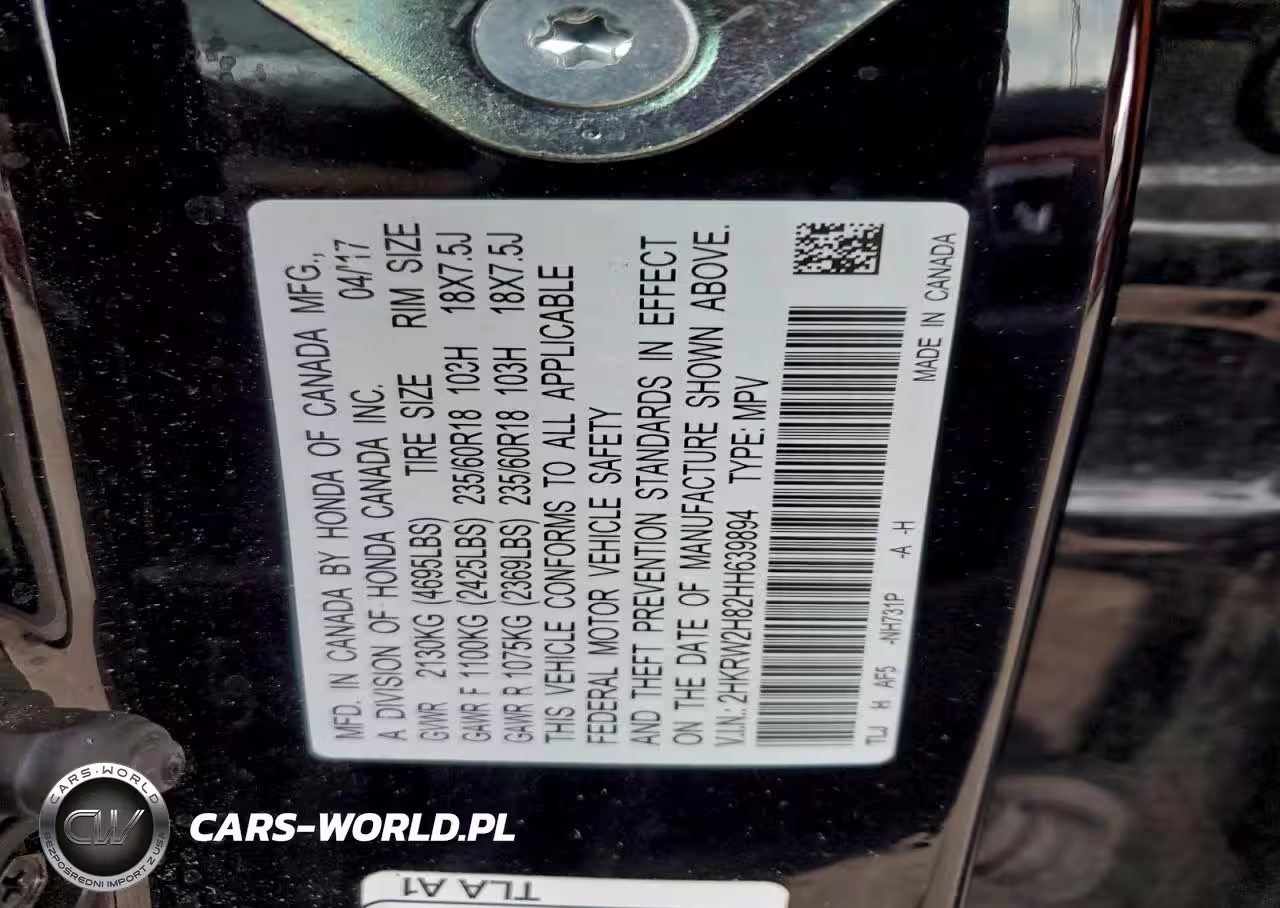 MFD. IN CANADA BY HONDA OF CANADA MFG.,
A DIVISION OF HONDA CANADA INC. 04/17
GVWR 2130KG (4695LBS) TIRE SIZE RIM SIZE
GAWR F 1100KG (2425LBS) 235/60R18 103H 18X7.5J
GAWR R 1075KG (2369LBS) 235/60R18 103H 18X7.5J
THIS VEHICLE CONFORMS TO ALL APPLICABLE
FEDERAL MOTOR VEHICLE SAFETY
AND THEFT PREVENTION STANDARDS IN EFFECT
ON THE DATE OF MANUFACTURE SHOWN ABOVE.
V.I.N.: 2HKRW2H82HH639894 TYPE: MPV
TLW H AF5 -NH731P -A -H
MADE IN CANADA
TLA A1
CARS-WORLD
CW
BEZPOŚREDNI IMPORT Z USA
CARS-WORLD.PL